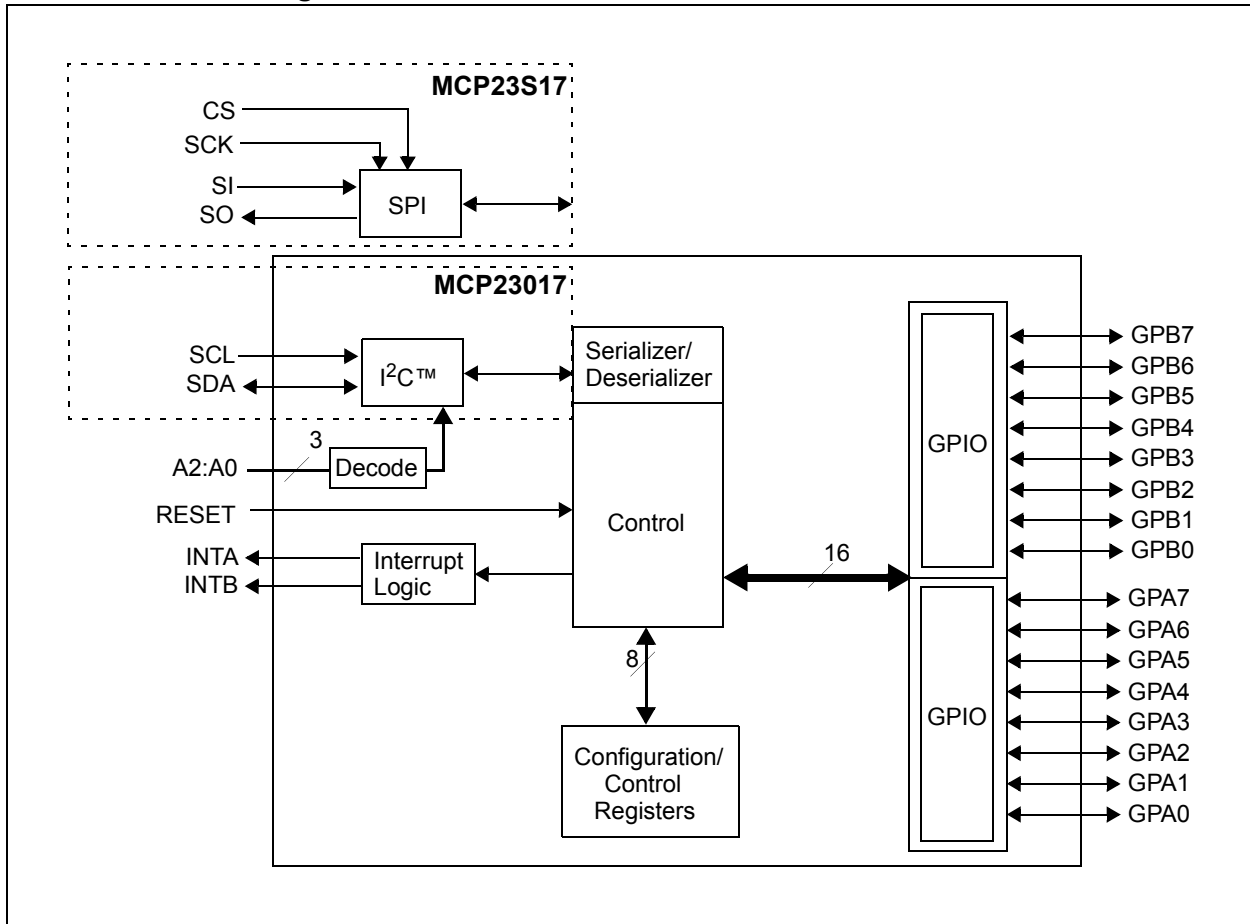 MCP23S17
CS
SCK
SI
SO
SPI
MCP23017
SCL
SDA
I²C™
Serializer/
Deserializer
3
A2:A0
Decode
RESET
Control
INTA
INTB
Interrupt
Logic
16
8
Configuration/
Control
Registers
GPIO
GPB7
GPB6
GPB5
GPB4
GPB3
GPB2
GPB1
GPB0
GPIO
GPA7
GPA6
GPA5
GPA4
GPA3
GPA2
GPA1
GPA0